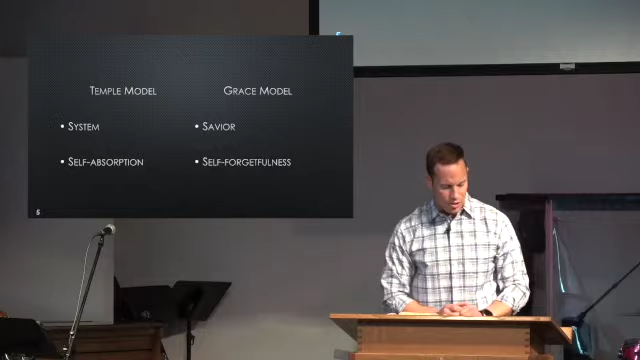 Temple Model
Grace Model
• System
• Savior
• Self-absorption
• Self-forgetfulness
5